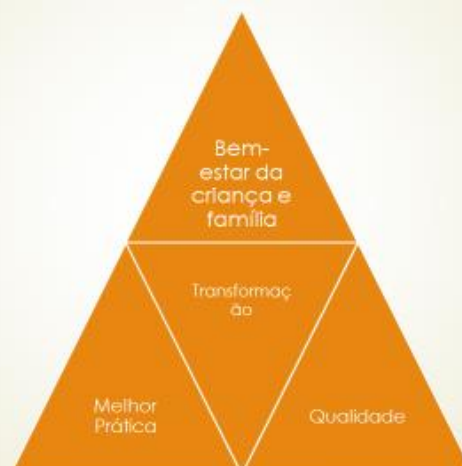 Bem-
estar da
criança e
família
Transformaç
ão
Melhor
Prática
Qualidade